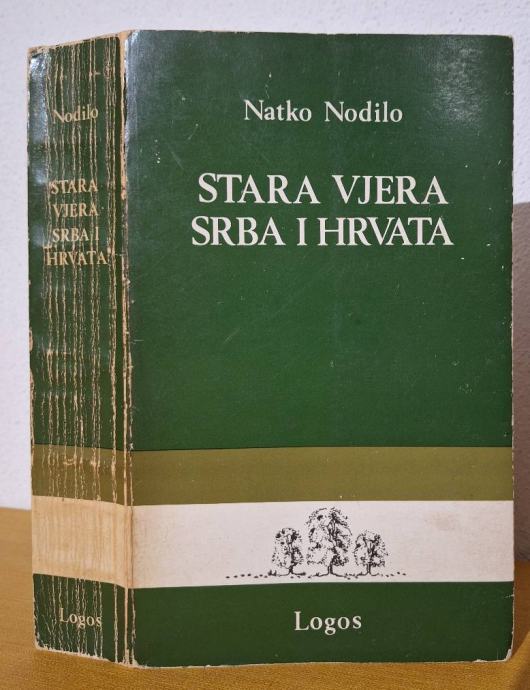 Nodilo
STARA
VJERA
SRBA I
HRVATA
Logos
Natko Nodilo
STARA VJERA
SRBA I HRVATA
Logos